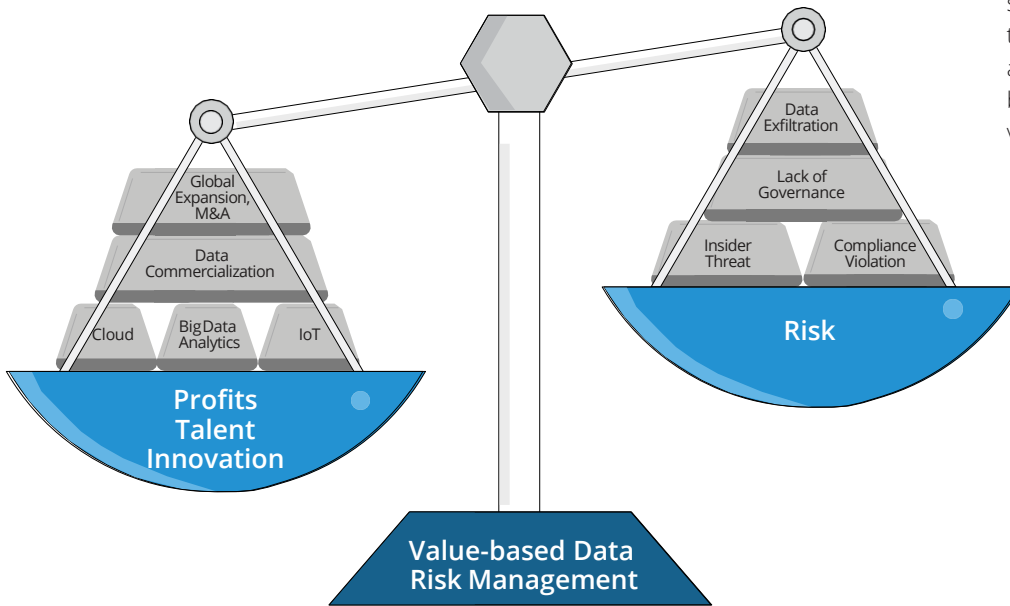 Data
Exfiltration
Lack of
Governance
Insider
Threat
Compliance
Violation
Risk
Global
Expansion,
M&A
Data
Commercialization
Cloud
Big Data
Analytics
IoT
Profits
Talent
Innovation
Value-based Data
Risk Management